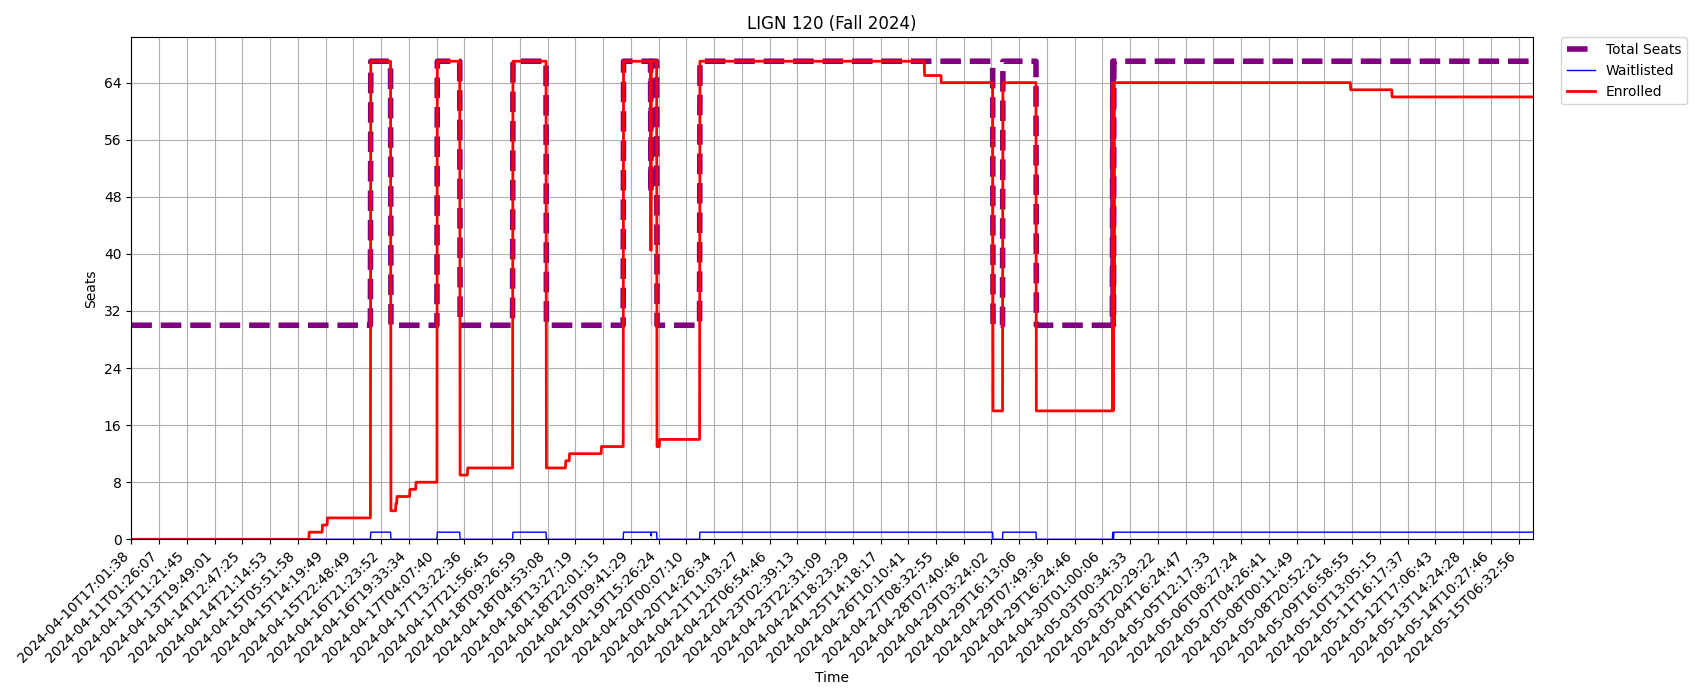 LIGN 120 (Fall 2024)
Total Seats
Waitlisted
Enrolled
Seats
64
56
48
40
32
24
16
8
0
2024-04-10T17:01:38
2024-04-11T01:26:07
2024-04-13T11:21:45
2024-04-13T19:49:01
2024-04-14T12:47:25
2024-04-14T21:14:53
2024-04-15T05:51:58
2024-04-15T14:19:49
2024-04-15T22:48:49
2024-04-16T21:23:52
2024-04-16T19:33:34
2024-04-17T04:07:40
2024-04-17T13:22:36
2024-04-17T21:56:45
2024-04-18T09:26:59
2024-04-18T04:53:08
2024-04-18T13:27:19
2024-04-18T22:01:15
2024-04-19T09:41:29
2024-04-19T15:26:24
2024-04-20T00:07:10
2024-04-20T14:26:34
2024-04-21T11:03:27
2024-04-22T06:54:46
2024-04-23T02:39:13
2024-04-23T22:31:09
2024-04-24T18:23:29
2024-04-25T14:18:17
2024-04-26T10:10:41
2024-04-27T08:32:55
2024-04-28T07:40:46
2024-04-29T03:24:02
2024-04-29T16:13:06
2024-04-29T07:49:36
2024-04-29T16:24:46
2024-04-30T01:00:06
2024-05-03T00:34:33
2024-05-03T20:29:22
2024-05-04T16:24:47
2024-05-05T12:17:33
2024-05-06T08:27:24
2024-05-07T04:26:41
2024-05-08T00:11:49
2024-05-08T20:52:21
2024-05-09T16:58:55
2024-05-10T13:05:15
2024-05-11T16:17:37
2024-05-12T17:06:43
2024-05-13T14:24:28
2024-05-14T10:27:46
2024-05-15T06:32:56
Time